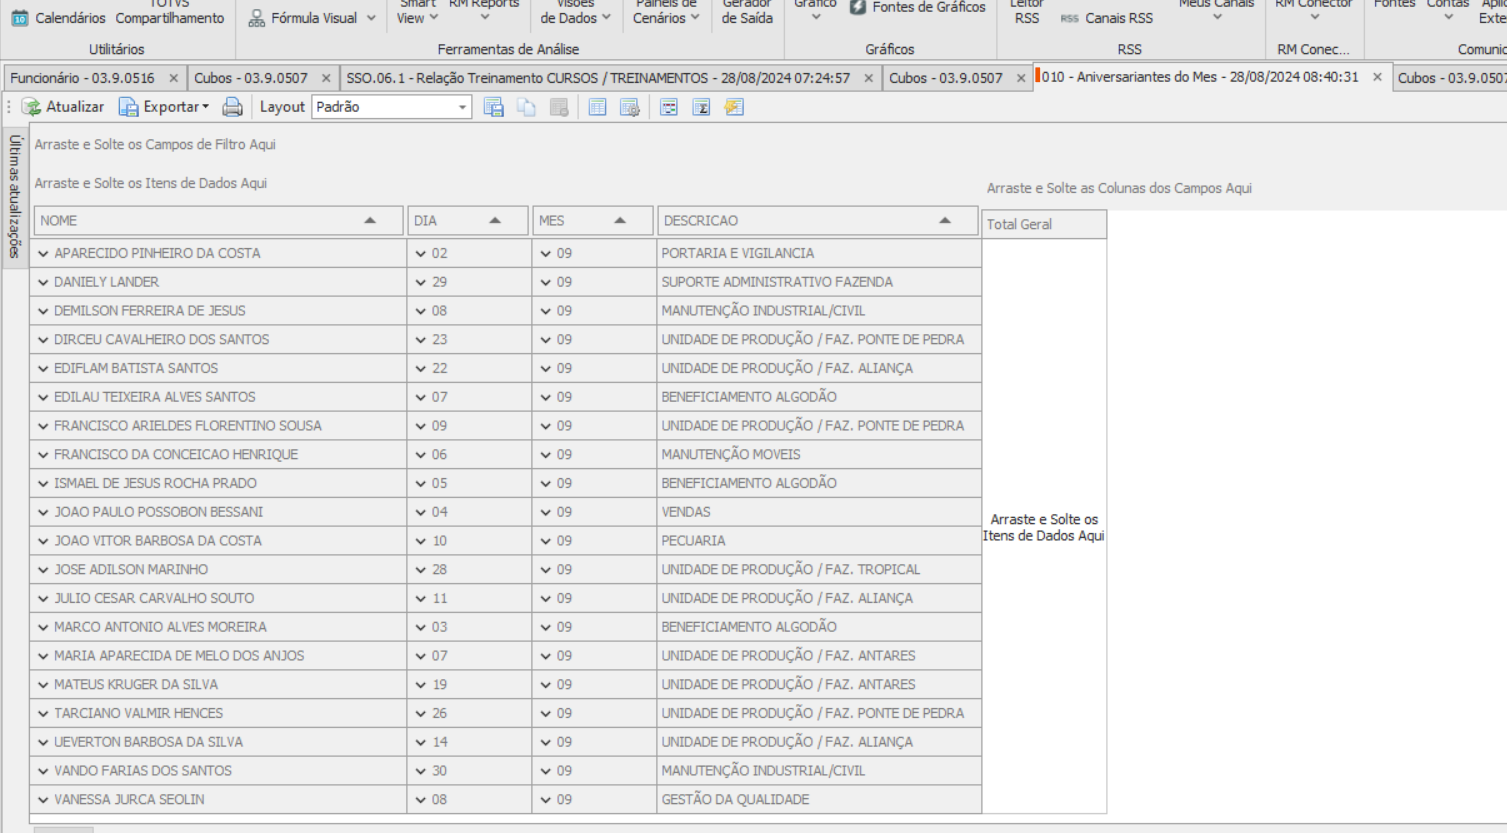 TOTVS
Smart RM Reports Visões Painéis de Gerador Gráfico Leitor Meus Canais RM Conector Fontes Contas
Calendários Compartilhamento Fórmula Visual View de Dados Cenários de Saída Fontes de Gráficos RSS RSS Canais RSS
Utilitários Ferramentas de Análise Gráficos RSS RM Conec...
Funcionário - 03.9.0516 × Cubos - 03.9.0507 × SSO.06.1 - Relação Treinamento CURSOS / TREINAMENTOS - 28/08/2024 07:24:57 × Cubos - 03.9.0507 × 010 - Aniversariantes do Mes - 28/08/2024 08:40:31 × Cubos - 03.9.0507
Atualizar Exportar Layout Padrão
Últimas atualizações
Arraste e Solte os Campos de Filtro Aqui
Arraste e Solte os Itens de Dados Aqui
Arraste e Solte as Colunas dos Campos Aqui
NOME DIA MES DESCRICAO Total Geral
APARECIDO PINHEIRO DA COSTA 02 09 PORTARIA E VIGILANCIA
DANIELY LANDER 29 09 SUPORTE ADMINISTRATIVO FAZENDA
DEMILSON FERREIRA DE JESUS 08 09 MANUTENÇÃO INDUSTRIAL/CIVIL
DIRCEU CAVALHEIRO DOS SANTOS 23 09 UNIDADE DE PRODUÇÃO / FAZ. PONTE DE PEDRA
EDIFLAM BATISTA SANTOS 22 09 UNIDADE DE PRODUÇÃO / FAZ. ALIANÇA
EDILAU TEIXEIRA ALVES SANTOS 07 09 BENEFICIAMENTO ALGODÃO
FRANCISCO ARIELDES FLORENTINO SOUSA 09 09 UNIDADE DE PRODUÇÃO / FAZ. PONTE DE PEDRA
FRANCISCO DA CONCEICAO HENRIQUE 06 09 MANUTENÇÃO MOVEIS
ISMAEL DE JESUS ROCHA PRADO 05 09 BENEFICIAMENTO ALGODÃO
JOAO PAULO POSSOBON BESSANI 04 09 VENDAS
Arraste e Solte os
Itens de Dados Aqui
JOAO VITOR BARBOSA DA COSTA 10 09 PECUARIA
JOSE ADILSON MARINHO 28 09 UNIDADE DE PRODUÇÃO / FAZ. TROPICAL
JULIO CESAR CARVALHO SOUTO 11 09 UNIDADE DE PRODUÇÃO / FAZ. ALIANÇA
MARCO ANTONIO ALVES MOREIRA 03 09 BENEFICIAMENTO ALGODÃO
MARIA APARECIDA DE MELO DOS ANJOS 07 09 UNIDADE DE PRODUÇÃO / FAZ. ANTARES
MATEUS KRUGER DA SILVA 19 09 UNIDADE DE PRODUÇÃO / FAZ. ANTARES
TARCIANO VALMIR HENCES 26 09 UNIDADE DE PRODUÇÃO / FAZ. PONTE DE PEDRA
UEVERTON BARBOSA DA SILVA 14 09 UNIDADE DE PRODUÇÃO / FAZ. ALIANÇA
VANDO FARIAS DOS SANTOS 30 09 MANUTENÇÃO INDUSTRIAL/CIVIL
VANESSA JURCA SEOLIN 08 09 GESTÃO DA QUALIDADE